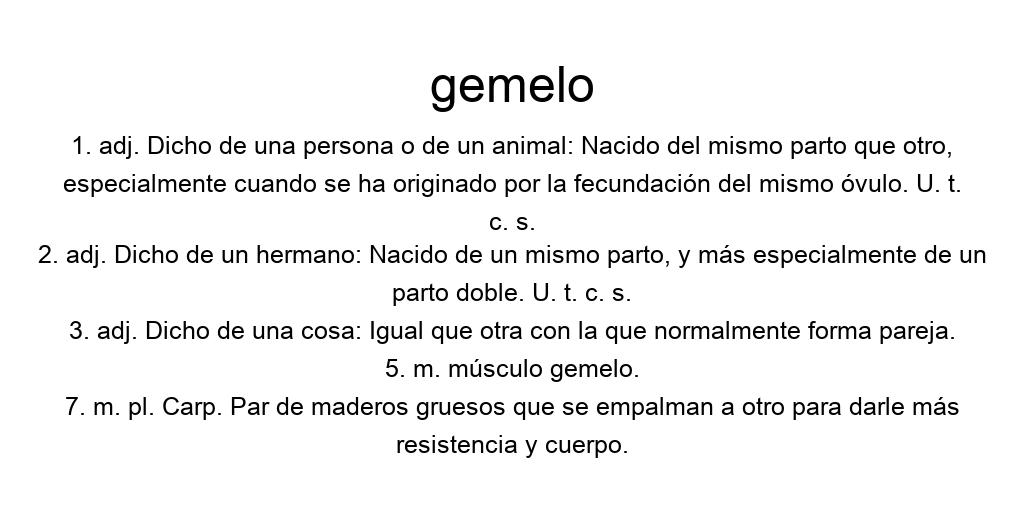 gemelo
1. adj. Dicho de una persona o de un animal: Nacido del mismo parto que otro,
especialmente cuando se ha originado por la fecundación del mismo óvulo. U. t.
c. s.
2. adj. Dicho de un hermano: Nacido de un mismo parto, y más especialmente de un
parto doble. U. t. c. s.
3. adj. Dicho de una cosa: Igual que otra con la que normalmente forma pareja.
5. m. músculo gemelo.
7. m. pl. Carp. Par de maderos gruesos que se empalman a otro para darle más
resistencia y cuerpo.